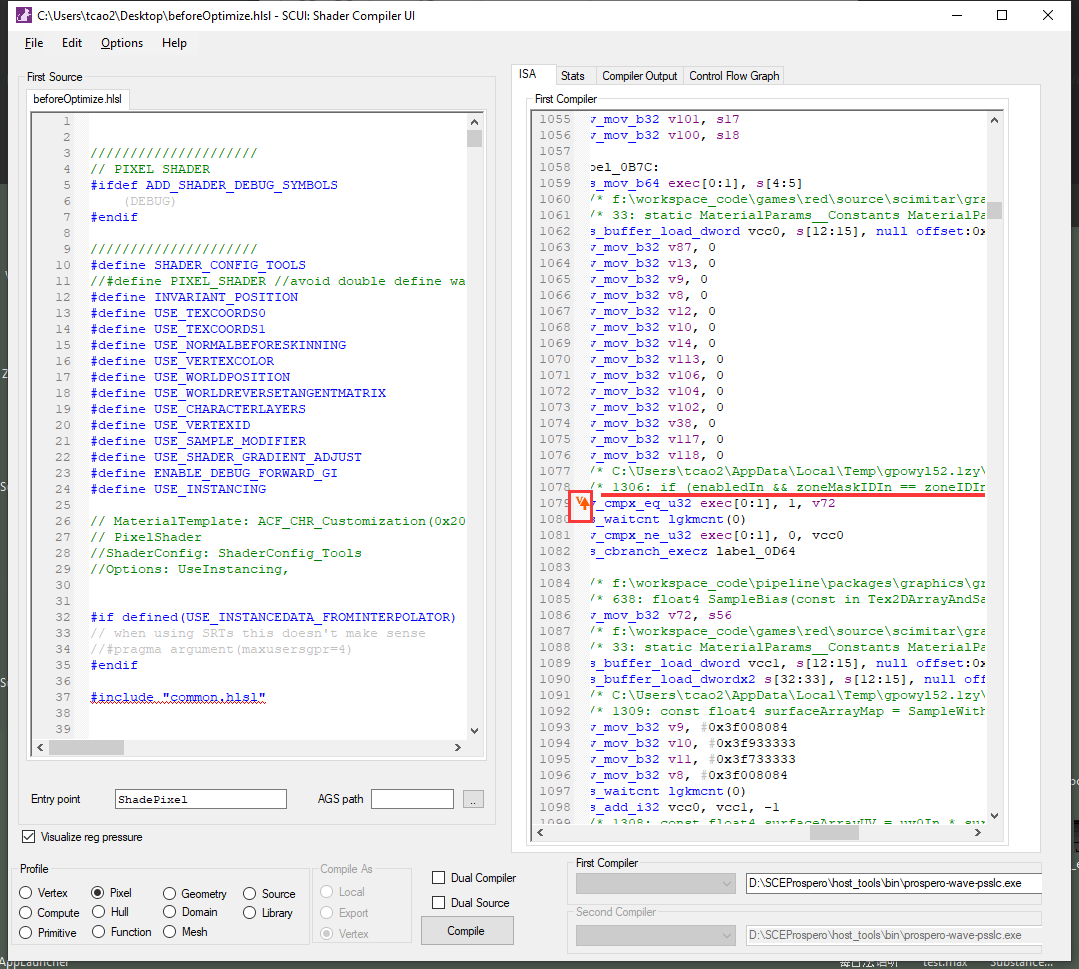 C:\Users\tcao2\Desktop\beforeOptimize.hlsl - SCUI: Shader Compiler UI
File Edit Options Help
First Source
beforeOptimize.hlsl
1
2
3 /////////////////////
4 // PIXEL SHADER
5 #ifdef ADD_SHADER_DEBUG_SYMBOLS
6 (DEBUG)
7 #endif
8
9 /////////////////////
10 #define SHADER_CONFIG_TOOLS
11 //#define PIXEL_SHADER //avoid double define wa
12 #define INVARIANT_POSITION
13 #define USE_TEXCOORDS0
14 #define USE_TEXCOORDS1
15 #define USE_NORMALBEFORESKINNING
16 #define USE_VERTEXCOLOR
17 #define USE_WORLDPOSITION
18 #define USE_WORLDREVERSETANGENTMATRIX
19 #define USE_CHARACTERLAYERS
20 #define USE_VERTEXID
21 #define USE_SAMPLE_MODIFIER
22 #define USE_SHADER_GRADIENT_ADJUST
23 #define ENABLE_DEBUG_FORWARD_GI
24 #define USE_INSTANCING
25
26 // MaterialTemplate: ACF_CHR_Customization(0x20
27 // PixelShader
28 //ShaderConfig: ShaderConfig_Tools
29 //Options: UseInstancing,
30
31
32 #if defined(USE_INSTANCEDATA_FROMINTERPOLATOR)
33 // when using SRTs this doesn't make sense
34 //#pragma argument(maxusersgpr=4)
35 #endif
36
37 #include "common.hlsl"
38
39
Entry point ShadePixel AGS path ..
Visualize reg pressure
ISA Stats Compiler Output Control Flow Graph
First Compiler
1055 v_mov_b32 v101, s17
1056 v_mov_b32 v100, s18
1057
1058 bel_0B7C:
1059 s_mov_b64 exec[0:1], s[4:5]
1060 /* f:\workspace_code\games\red\source\scimitar\gra
1061 /* 33: static MaterialParams__Constants MaterialPa
1062 s_buffer_load_dword vcc0, s[12:15], null offset:0x
1063 v_mov_b32 v87, 0
1064 v_mov_b32 v13, 0
1065 v_mov_b32 v9, 0
1066 v_mov_b32 v8, 0
1067 v_mov_b32 v12, 0
1068 v_mov_b32 v10, 0
1069 v_mov_b32 v14, 0
1070 v_mov_b32 v113, 0
1071 v_mov_b32 v106, 0
1072 v_mov_b32 v104, 0
1073 v_mov_b32 v102, 0
1074 v_mov_b32 v38, 0
1075 v_mov_b32 v117, 0
1076 v_mov_b32 v118, 0
1077 /* C:\Users\tcao2\AppData\Local\Temp\gpowyl52.lzy\
1078 /* 1306: if (enabledIn && zoneMaskIDIn == zoneIDIn
1079 v_cmpx_eq_u32 exec[0:1], 1, v72
1080 s_waitcnt lgkmcnt(0)
1081 v_cmpx_ne_u32 exec[0:1], 0, vcc0
1082 s_cbranch_execz label_0D64
1083
1084 /* f:\workspace_code\pipeline\packages\graphics\gr
1085 /* 638: float4 SampleBias(const in Tex2DArrayAndSa
1086 v_mov_b32 v72, s56
1087 /* f:\workspace_code\games\red\source\scimitar\gra
1088 /* 33: static MaterialParams__Constants MaterialPa
1089 s_buffer_load_dword vcc1, s[12:15], null offset:0x
1090 s_buffer_load_dwordx2 s[32:33], s[12:15], null off
1091 /* C:\Users\tcao2\AppData\Local\Temp\gpowyl52.lzy\
1092 /* 1309: const float4 surfaceArrayMap = SampleWith
1093 v_mov_b32 v9, #0x3f008084
1094 v_mov_b32 v10, #0x3f933333
1095 v_mov_b32 v11, #0x3f733333
1096 v_mov_b32 v8, #0x3f008084
1097 s_waitcnt lgkmcnt(0)
1098 s_add_i32 vcc0, vcc1, -1
1099 /* 1308: const float4 surfaceArrayUV = uv0In * sur
Profile
Vertex Pixel Geometry Source
Compute Hull Domain Library
Primitive Function Mesh
Compile As
Local
Export
Vertex
Dual Compiler
Dual Source
Compile
First Compiler
D:\SCEProspero\host_tools\bin\prospero-wave-psslc.exe
Second Compiler
D:\SCEProspero\host_tools\bin\prospero-wave-psslc.exe
AppLauncher
test.max
Substance...